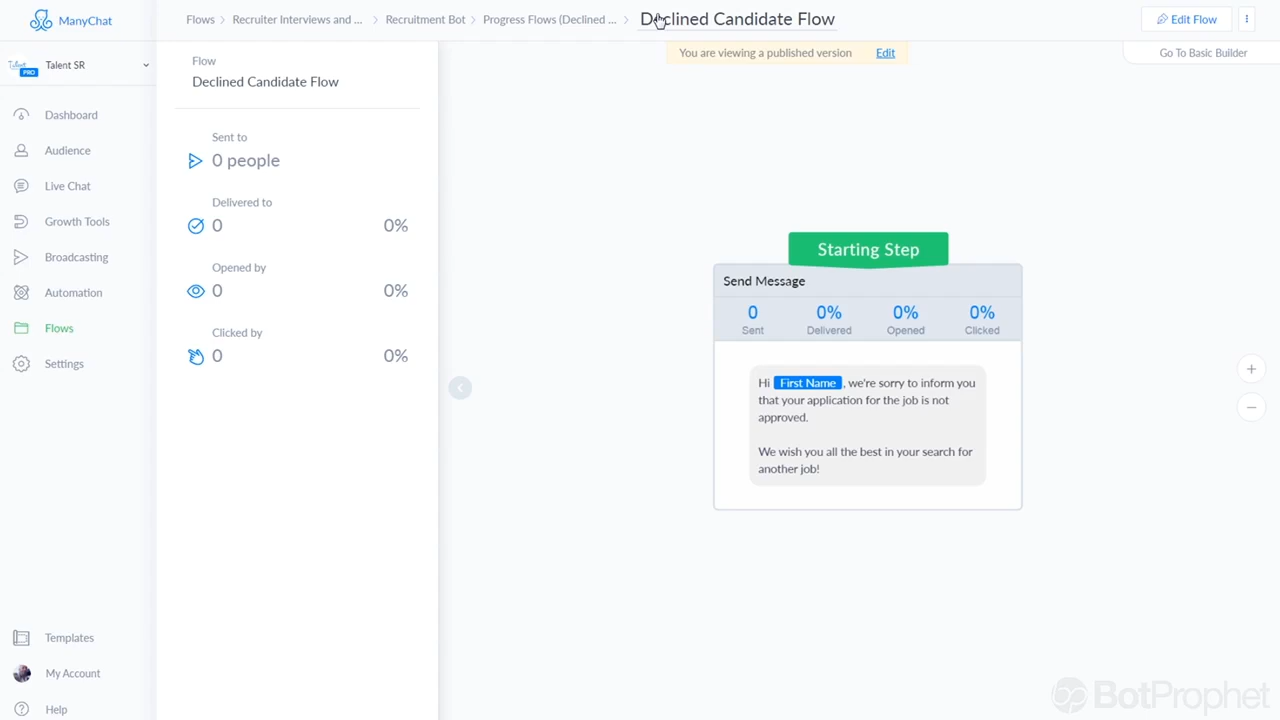 ManyChat
Flows
Recruiter Interviews and ...
Recruitment Bot
Progress Flows (Declined ...
Declined Candidate Flow
Edit Flow
You are viewing a published version
Edit
Go To Basic Builder
Talent SR
PRO
Dashboard
Audience
Live Chat
Growth Tools
Broadcasting
Automation
Flows
Settings
Templates
My Account
Help
Flow
Declined Candidate Flow
Sent to
0 people
Delivered to
0 0%
Opened by
0 0%
Clicked by
0 0%
Starting Step
Send Message
0 0% 0% 0%
Sent Delivered Opened Clicked
Hi First Name, we're sorry to inform you
that your application for the job is not
approved.
We wish you all the best in your search for
another job!
BotProphet